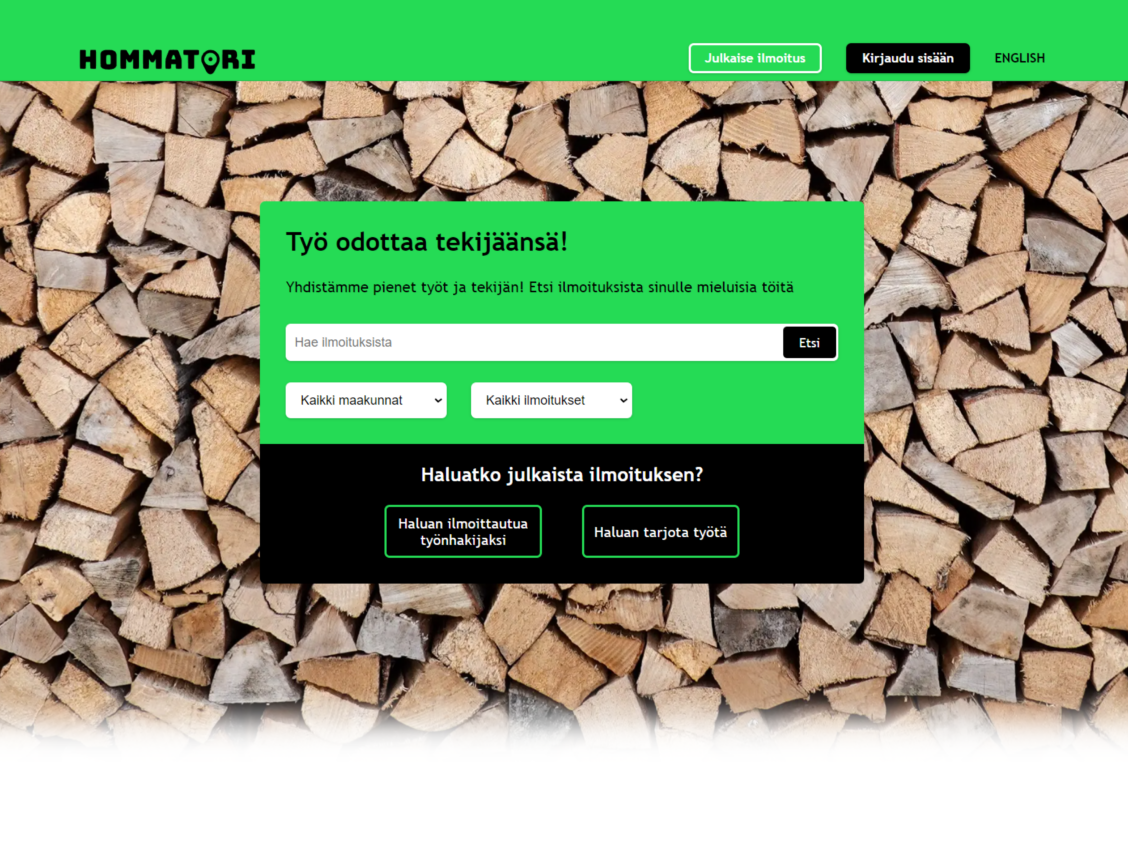 HOMMATORI
Julkaise ilmoitus
Kirjaudu sisään
ENGLISH
Työ odottaa tekijäänsä!
Yhdistämme pienet työt ja tekijän! Etsi ilmoituksista sinulle mieluisia töitä
Hae ilmoituksista
Etsi
Kaikki maakunnat
Kaikki ilmoitukset
Haluatko julkaista ilmoituksen?
Haluan ilmoittautua
työnhakijaksi
Haluan tarjota työtä